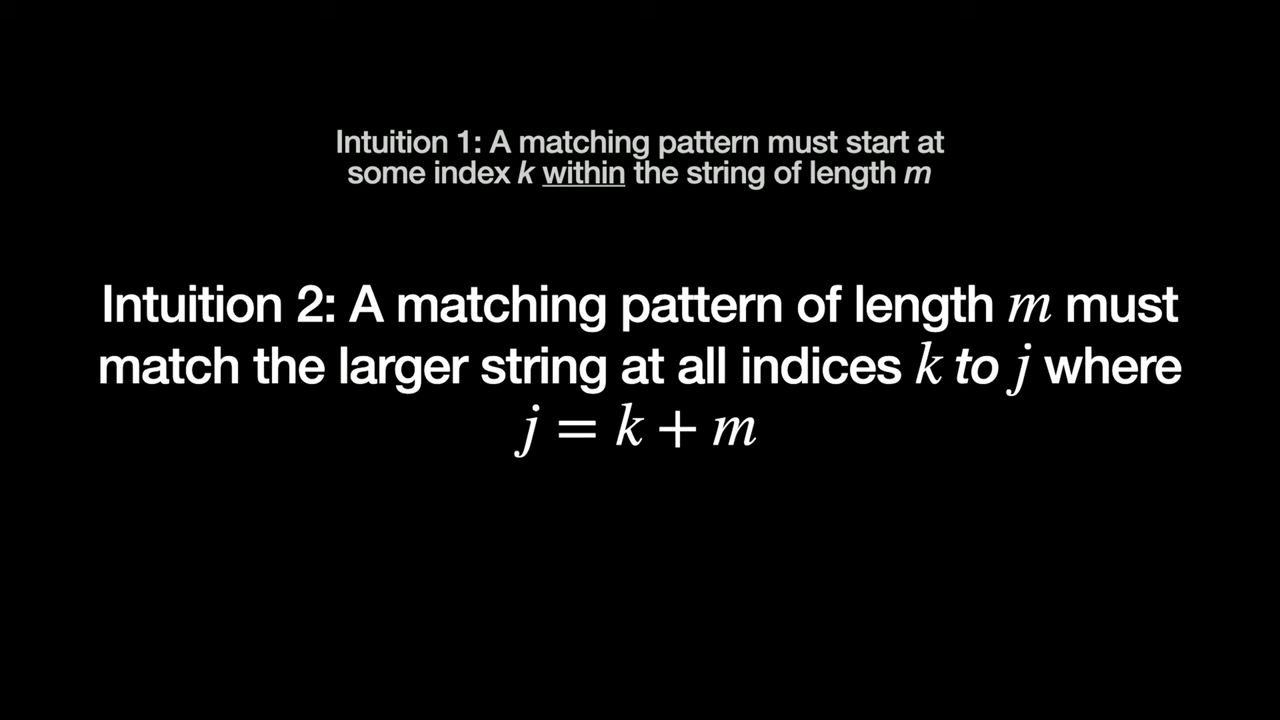 Intuition 1: A matching pattern must start at
some index k within the string of length m
Intuition 2: A matching pattern of length m must
match the larger string at all indices k to j where
j = k + m